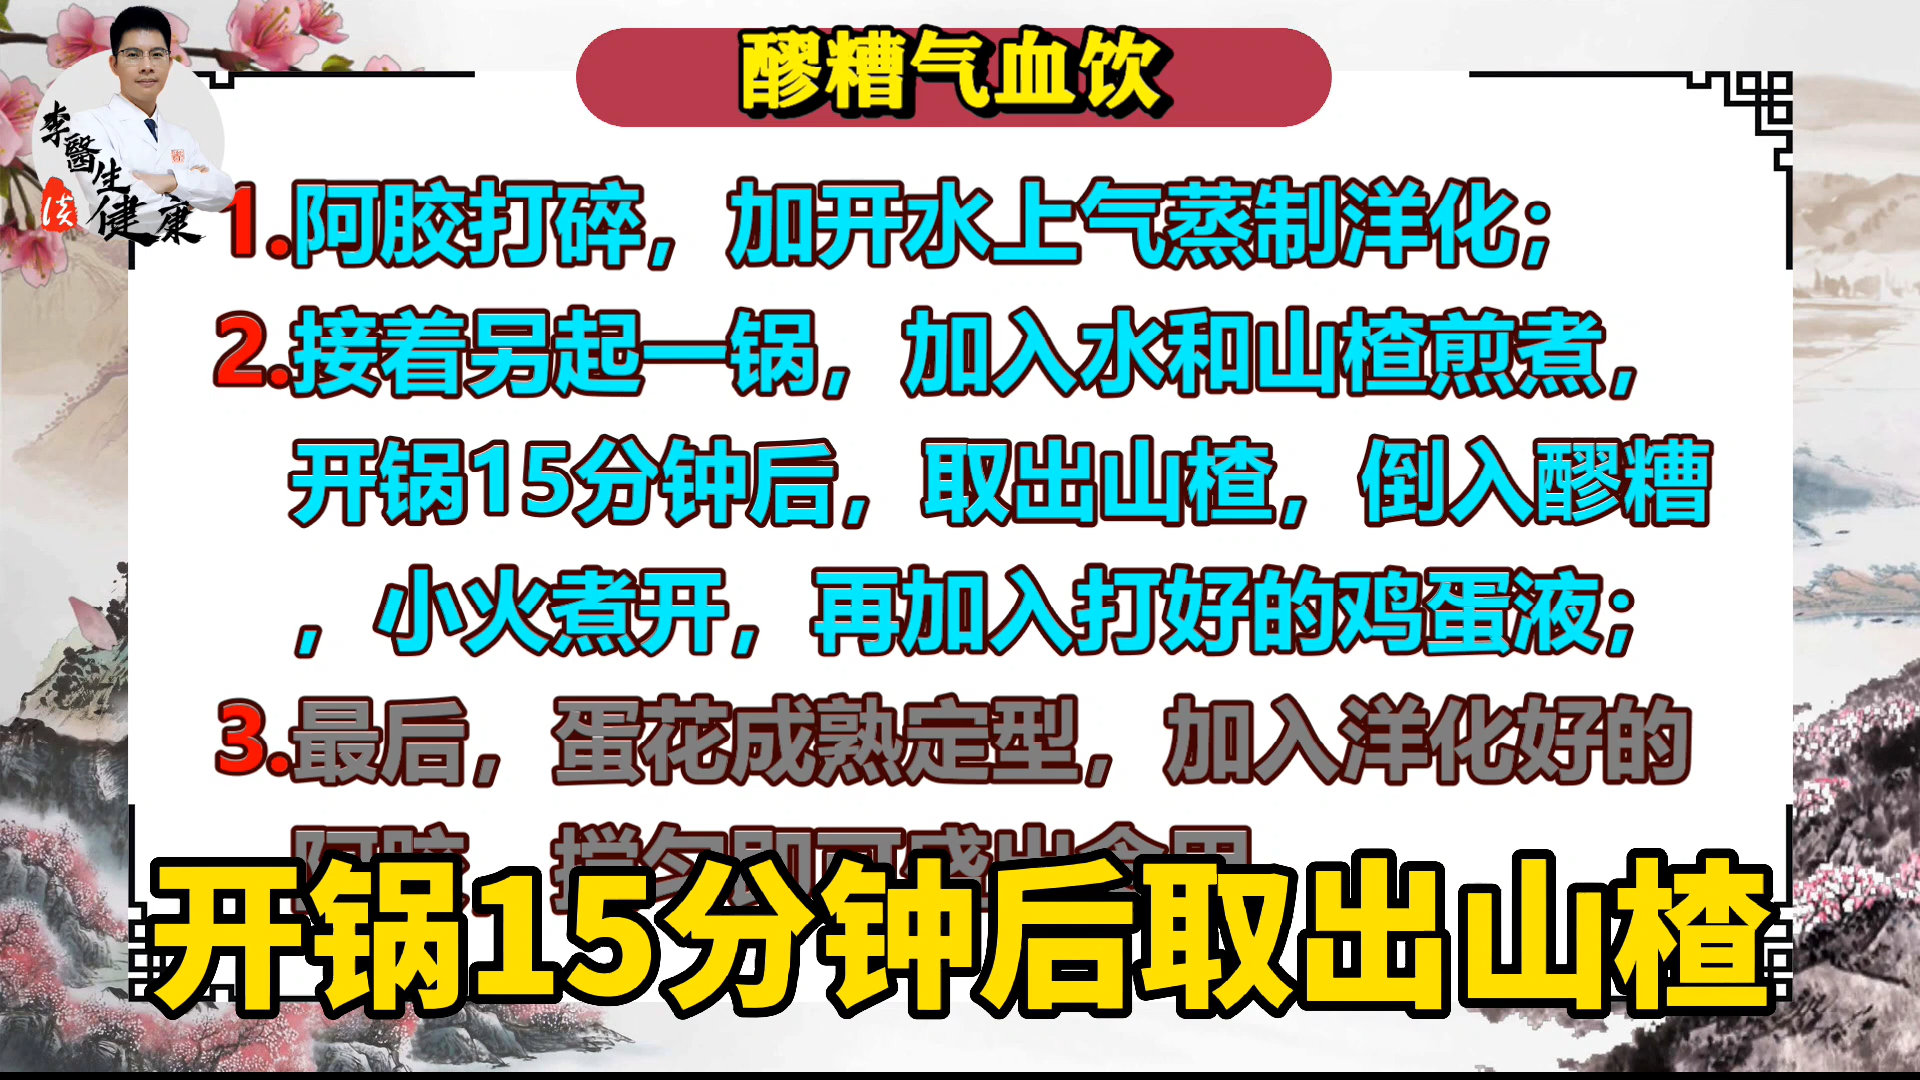 醪糟气血饮
李醫生
谈健康
1.阿胶打碎，加开水上气蒸制洋化；
2.接着另起一锅，加入水和山楂煎煮，
开锅15分钟后，取出山楂，倒入醪糟
，小火煮开，再加入打好的鸡蛋液；
3.最后，蛋花成熟定型，加入洋化好的
开锅15分钟后取出山楂